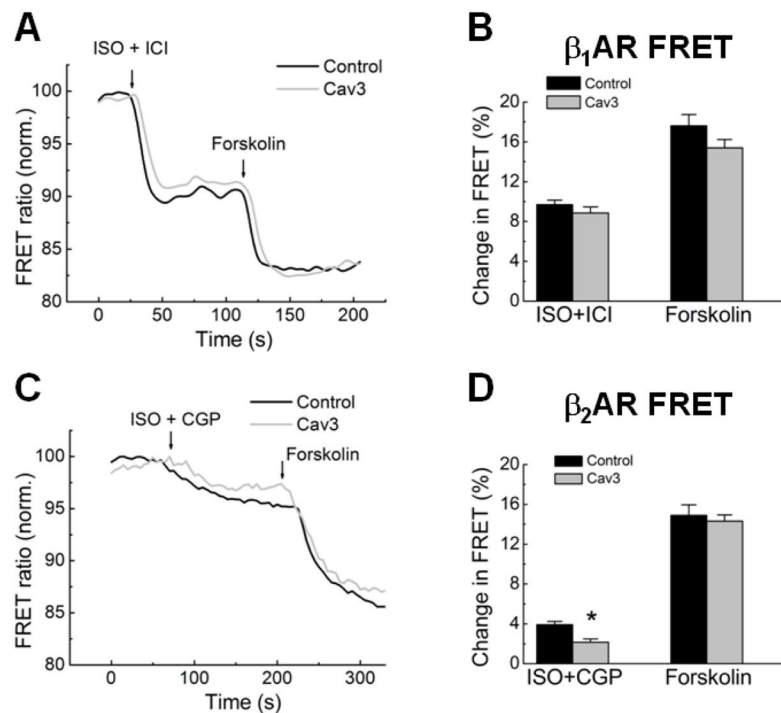 A
ISO + ICI
Control
Cav3
Forskolin
FRET ratio (norm.)
100
95
90
85
80
0 50 100 150 200
Time (s)
B
β₁AR FRET
Control
Cav3
Change in FRET (%)
20
16
12
8
4
0
ISO+ICI Forskolin
C
ISO + CGP
Control
Cav3
Forskolin
FRET ratio (norm.)
100
95
90
85
80
0 100 200 300
Time (s)
D
β₂AR FRET
Control
Cav3
Change in FRET (%)
20
16
12
8
4
0
*
ISO+CGP Forskolin